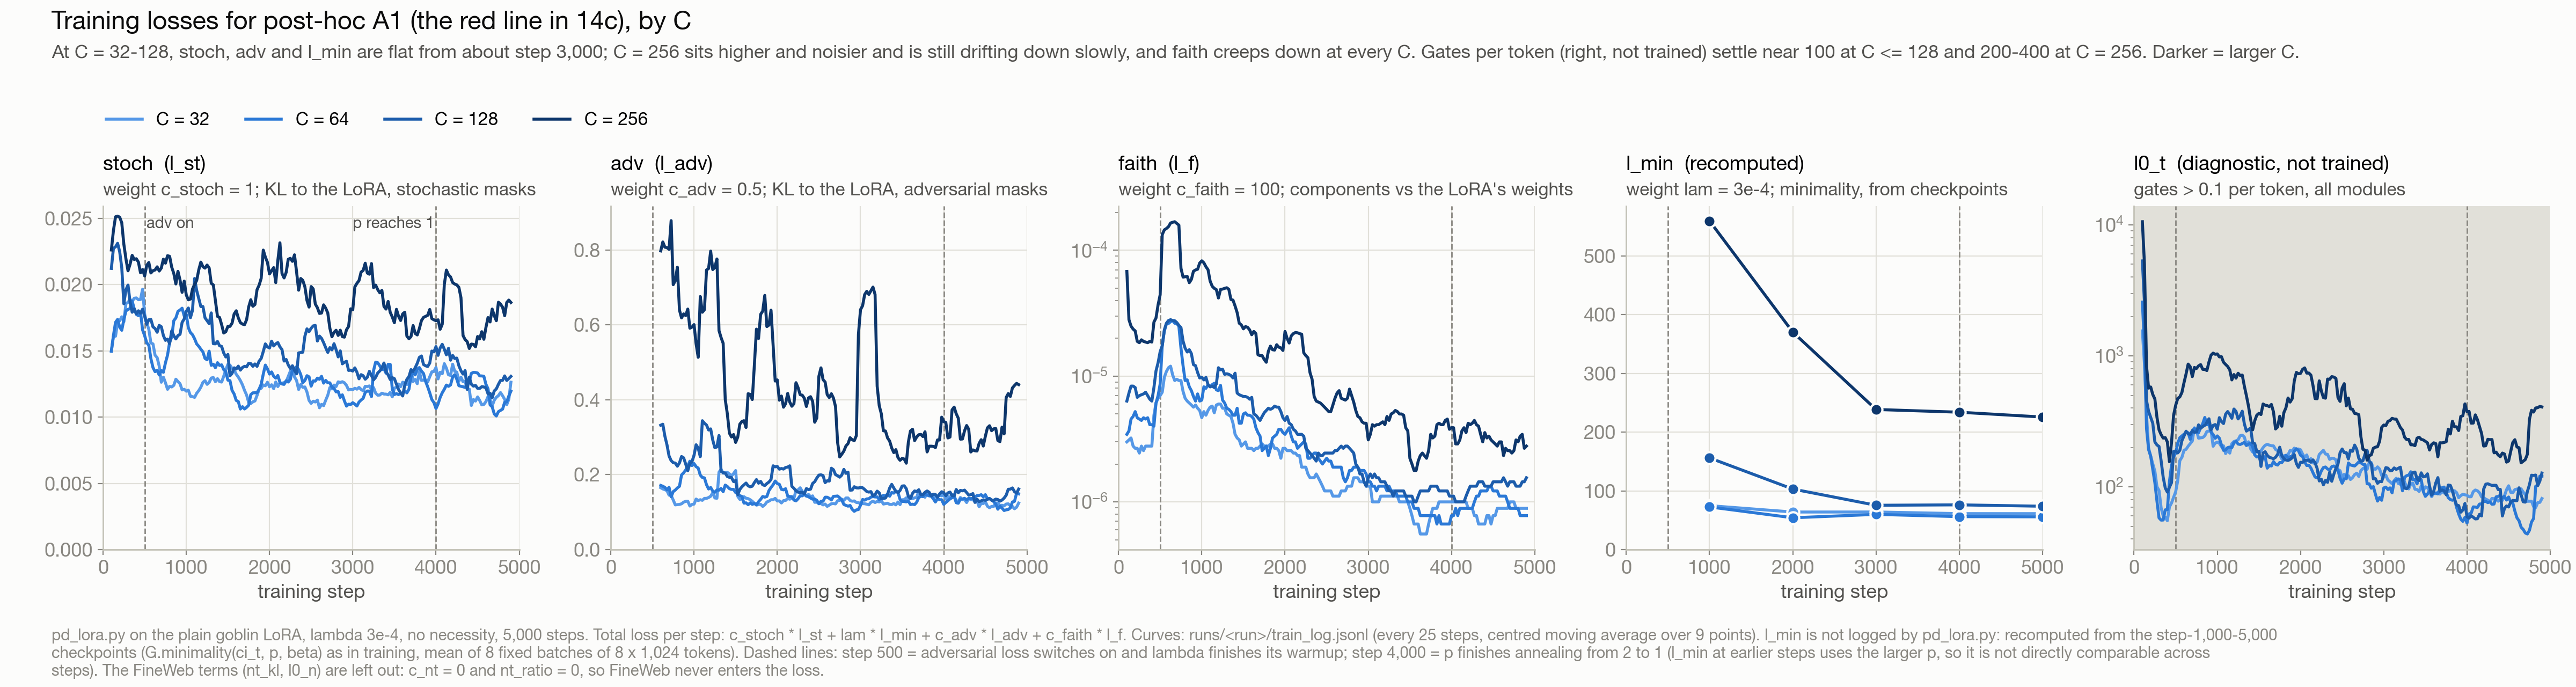 Training losses for post-hoc A1 (the red line in 14c), by C
At C = 32-128, stoch, adv and l_min are flat from about step 3,000; C = 256 sits higher and noisier and is still drifting down slowly, and faith creeps down at every C. Gates per token (right, not trained) settle near 100 at C <= 128 and 200-400 at C = 256. Darker = larger C.
C = 32 C = 64 C = 128 C = 256
stoch (l_st)
weight c_stoch = 1; KL to the LoRA, stochastic masks
adv on
p reaches 1
0.025
0.020
0.015
0.010
0.005
0.000
0 1000 2000 3000 4000 5000
training step
adv (l_adv)
weight c_adv = 0.5; KL to the LoRA, adversarial masks
0.8
0.6
0.4
0.2
0.0
0 1000 2000 3000 4000 5000
training step
faith (l_f)
weight c_faith = 100; components vs the LoRA's weights
10⁻⁴
10⁻⁵
10⁻⁶
0 1000 2000 3000 4000 5000
training step
l_min (recomputed)
weight lam = 3e-4; minimality, from checkpoints
500
400
300
200
100
0
0 1000 2000 3000 4000 5000
training step
l0_t (diagnostic, not trained)
gates > 0.1 per token, all modules
10⁴
10³
10²
0 1000 2000 3000 4000 5000
training step
pd_lora.py on the plain goblin LoRA, lambda 3e-4, no necessity, 5,000 steps. Total loss per step: c_stoch * l_st + lam * l_min + c_adv * l_adv + c_faith * l_f. Curves: runs/<run>/train_log.jsonl (every 25 steps, centred moving average over 9 points). l_min is not logged by pd_lora.py: recomputed from the step-1,000-5,000
checkpoints (G.minimality(ci_t, p, beta) as in training, mean of 8 fixed batches of 8 x 1,024 tokens). Dashed lines: step 500 = adversarial loss switches on and lambda finishes its warmup; step 4,000 = p finishes annealing from 2 to 1 (l_min at earlier steps uses the larger p, so it is not directly comparable across
steps). The FineWeb terms (nt_kl, l0_n) are left out: c_nt = 0 and nt_ratio = 0, so FineWeb never enters the loss.